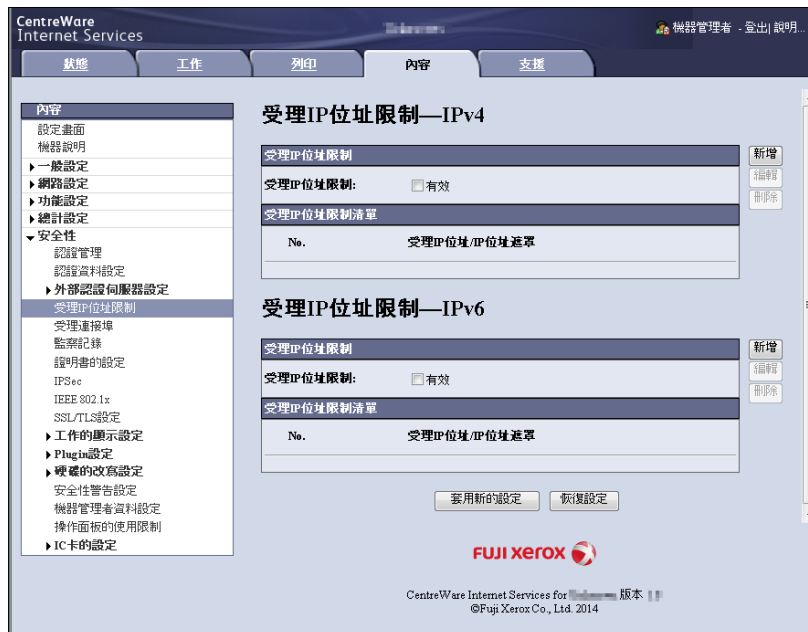 CentreWare
Internet Services
機器管理者 - 登出| 說明...
狀態 工作 列印 內容 支援
內容
設定畫面
機器說明
一般設定
網路設定
功能設定
總計設定
安全性
認證管理
認證資料設定
外部認證伺服器設定
受理IP位址限制
受理連接埠
監察記錄
證明書的設定
IPSec
IEEE 802.1x
SSL/TLS設定
工作的顯示設定
Plugin設定
硬碟的改寫設定
安全性警告設定
機器管理者資料設定
操作面板的使用限制
IC卡的設定
受理IP位址限制—IPv4
受理IP位址限制
受理IP位址限制: 有效
受理IP位址限制清單
No. 受理IP位址/IP位址遮罩
新增
編輯
刪除
受理IP位址限制—IPv6
受理IP位址限制
受理IP位址限制: 有效
受理IP位址限制清單
No. 受理IP位址/IP位址遮罩
新增
編輯
刪除
套用新的設定 恢復設定
FUJI XEROX
CentreWare Internet Services for 版本
©Fuji Xerox Co., Ltd. 2014